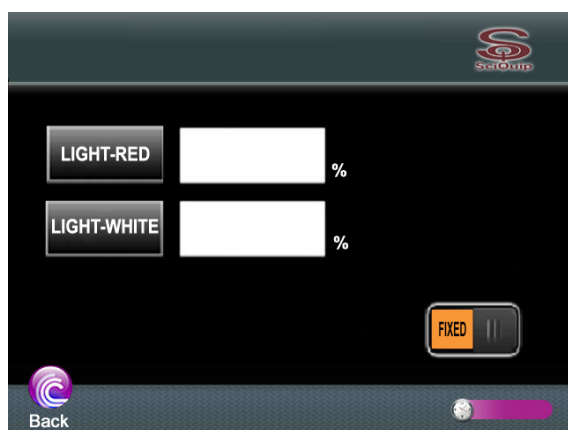 SciQuip
LIGHT-RED
%
LIGHT-WHITE
%
FIXED
Back